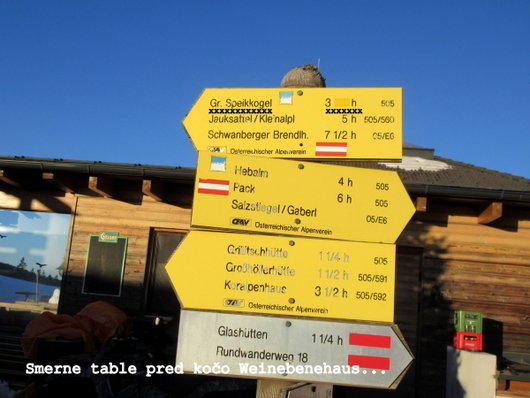 Gr. Speikkogel 3 h 505
Jauksattel/Kleinalpl 5 h 505/560
Schwanberger Brendlh. 7 1/2 h 05/E6
Österreichischer Alpenverein
Hebalm 4 h 505
Pack 6 h 505
Salzstiegel/Gaberl 05/E6
ÖAV Österreichischer Alpenverein
Grillitschhütte 1 1/4 h 505
Großhöllerhütte 1 1/2 h 505/591
Koralpenhaus 3 1/2 h 505/592
ÖAV Österreichischer Alpenverein
Glashütten 1 1/4 h
Rundwanderweg 18
Smerne table pred kočo Weinebenehaus...